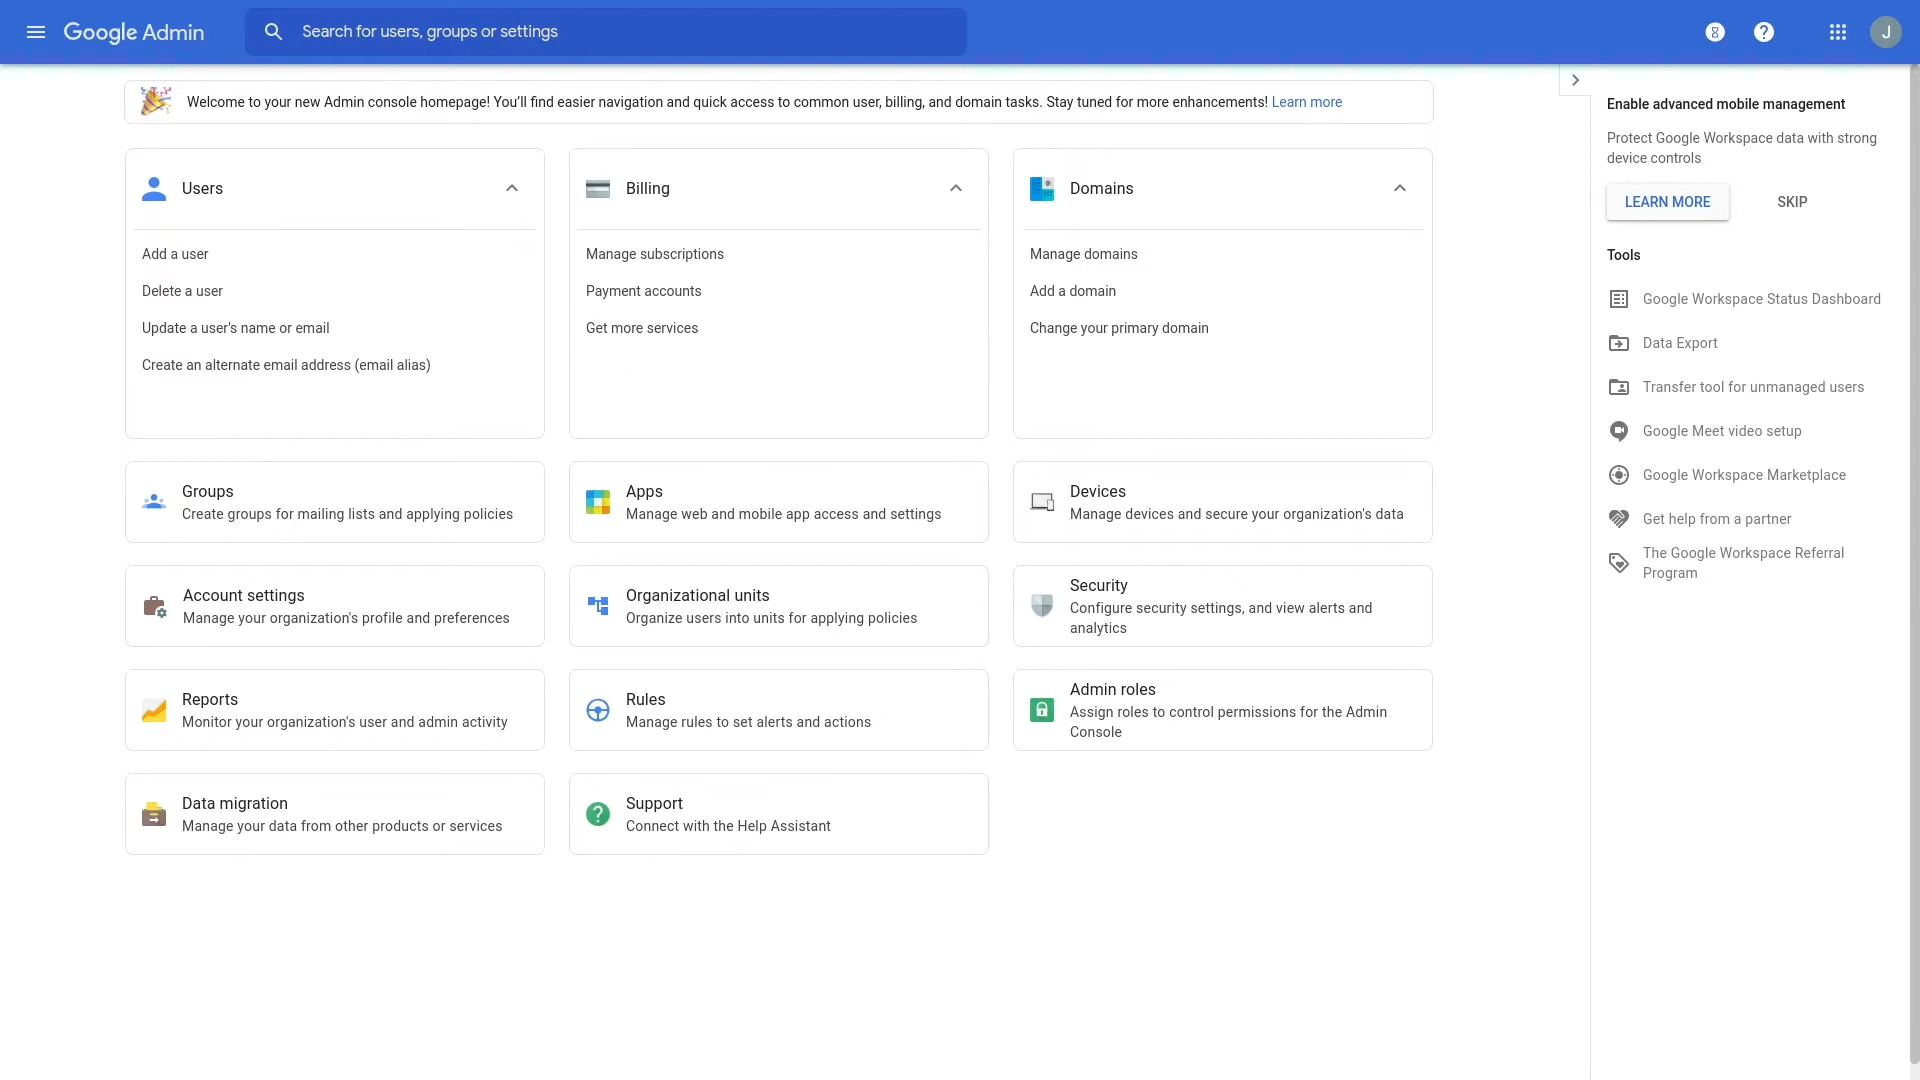 Google Admin
Search for users, groups or settings
J
Welcome to your new Admin console homepage! You'll find easier navigation and quick access to common user, billing, and domain tasks. Stay tuned for more enhancements! Learn more
Users
Add a user
Delete a user
Update a user's name or email
Create an alternate email address (email alias)
Billing
Manage subscriptions
Payment accounts
Get more services
Domains
Manage domains
Add a domain
Change your primary domain
Groups
Create groups for mailing lists and applying policies
Apps
Manage web and mobile app access and settings
Devices
Manage devices and secure your organization's data
Account settings
Manage your organization's profile and preferences
Organizational units
Organize users into units for applying policies
Security
Configure security settings, and view alerts and
analytics
Reports
Monitor your organization's user and admin activity
Rules
Manage rules to set alerts and actions
Admin roles
Assign roles to control permissions for the Admin
Console
Data migration
Manage your data from other products or services
Support
Connect with the Help Assistant
Enable advanced mobile management
Protect Google Workspace data with strong
device controls
LEARN MORE
SKIP
Tools
Google Workspace Status Dashboard
Data Export
Transfer tool for unmanaged users
Google Meet video setup
Google Workspace Marketplace
Get help from a partner
The Google Workspace Referral
Program